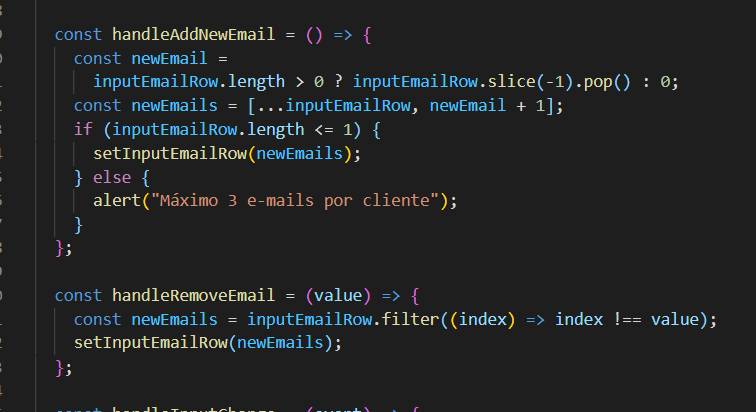 const handleAddNewEmail = () => {
const newEmail =
inputEmailRow.length > 0 ? inputEmailRow.slice(-1).pop() : 0;
const newEmails = [...inputEmailRow, newEmail + 1];
if (inputEmailRow.length <= 1) {
setInputEmailRow(newEmails);
} else {
alert("Máximo 3 e-mails por cliente");
}
};
const handleRemoveEmail = (value) => {
const newEmails = inputEmailRow.filter((index) => index !== value);
setInputEmailRow(newEmails);
};